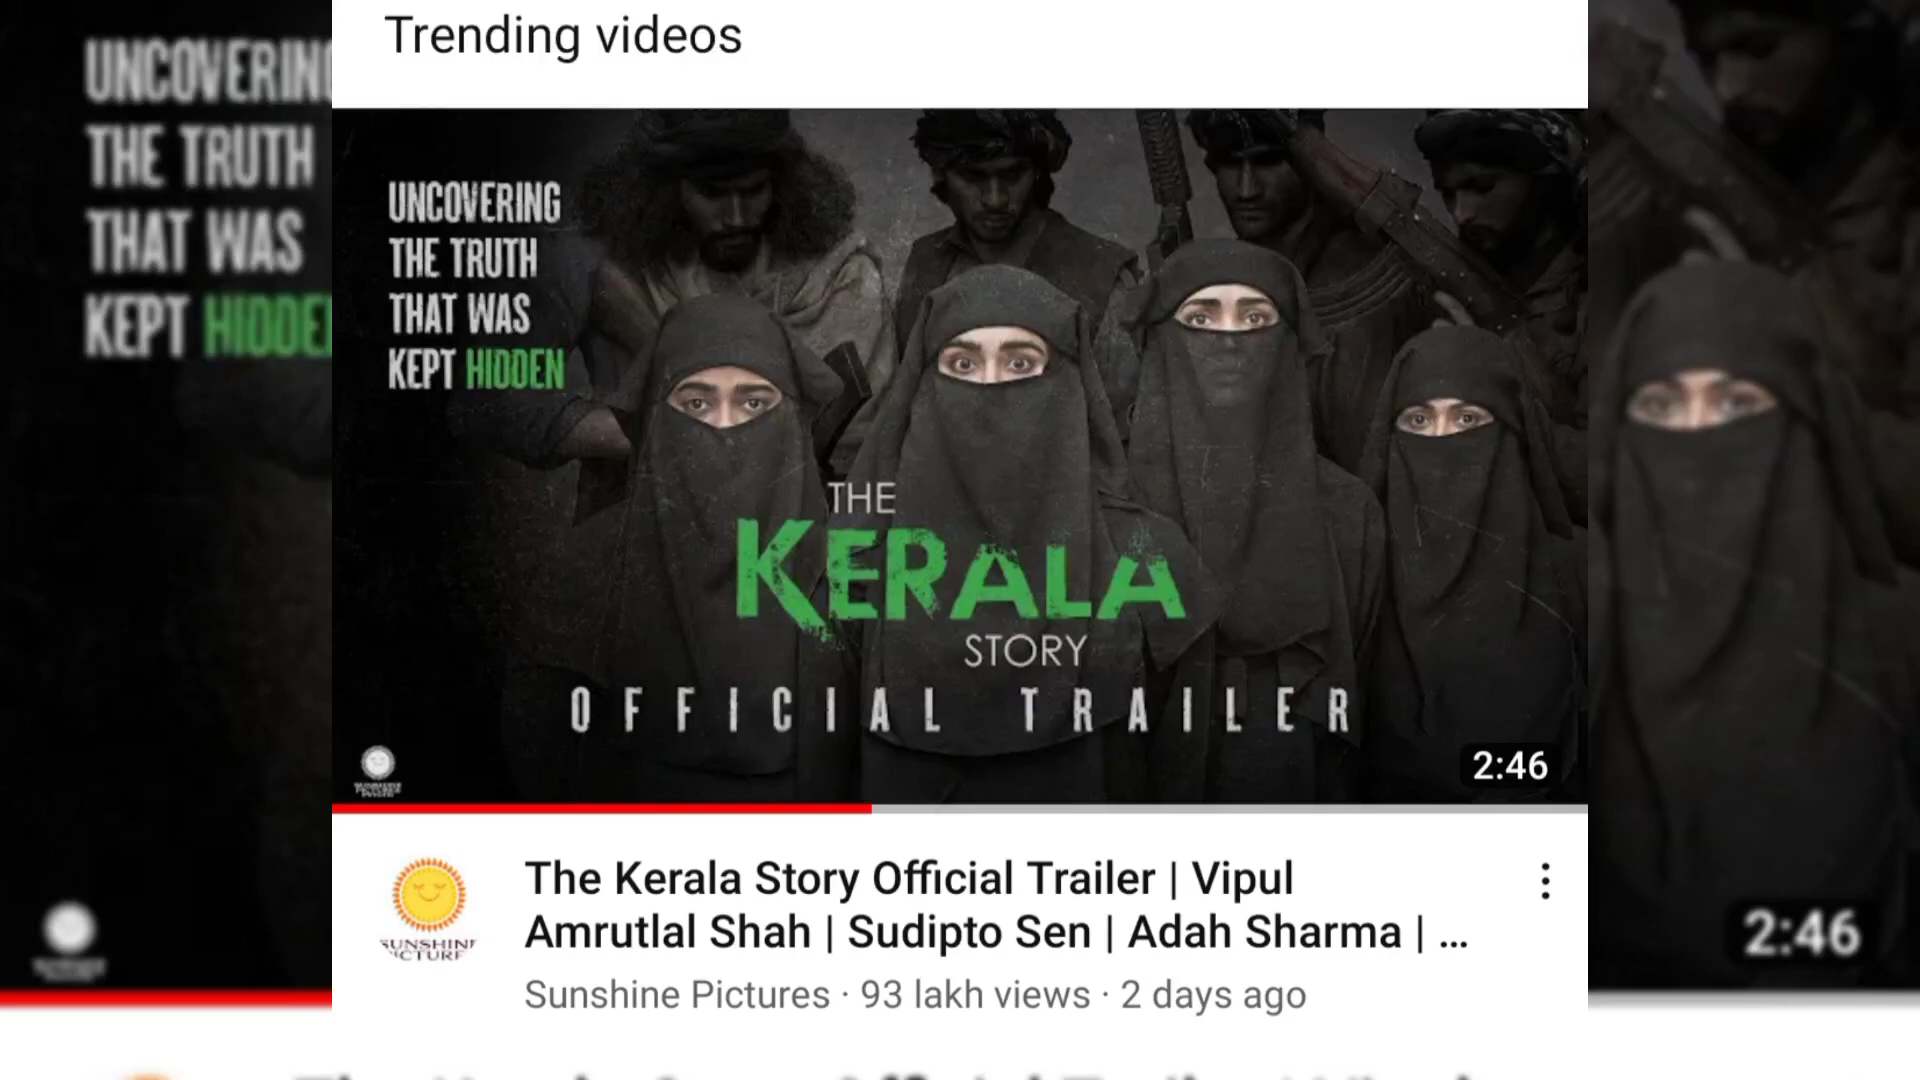 Trending videos
UNCOVERING
THE TRUTH
THAT WAS
KEPT HIDDEN
THE
KERALA
STORY
OFFICIAL TRAILER
2:46
The Kerala Story Official Trailer | Vipul
Amrutlal Shah | Sudipto Sen | Adah Sharma | ...
Sunshine Pictures · 93 lakh views · 2 days ago
SUNSHINE
PICTURE
UNCOVERING
THE TRUTH
THAT WAS
KEPT HIDDEN
2:46